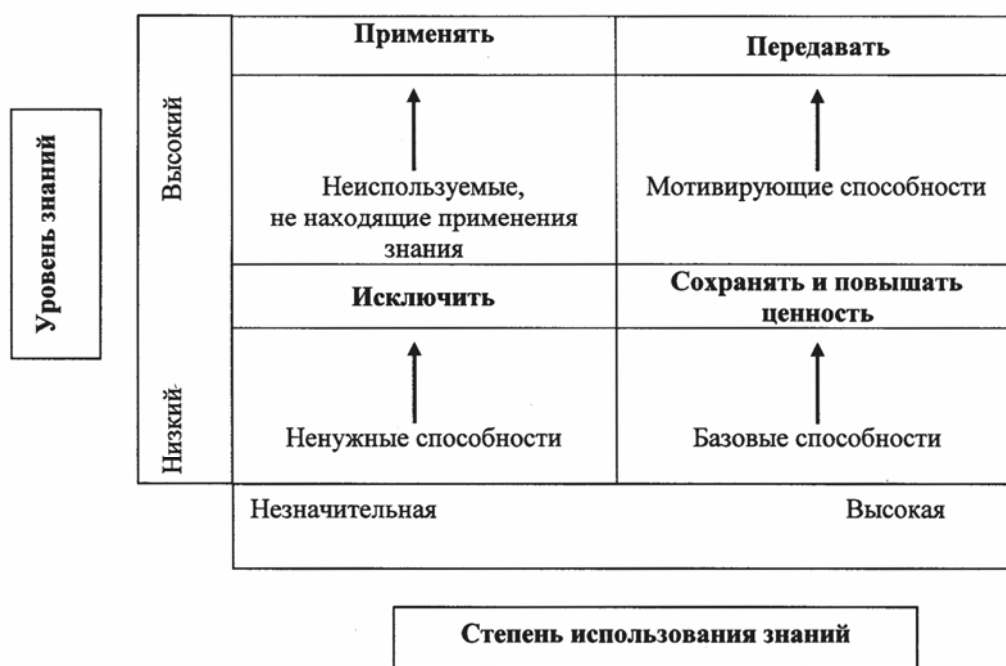 Применять
Передавать
Уровень знаний
Высокий
Неиспользуемые,
не находящие применения
знания
Мотивирующие способности
Исключить
Сохранять и повышать
ценность
Низкий
Ненужные способности
Базовые способности
Незначительная
Высокая
Степень использования знаний